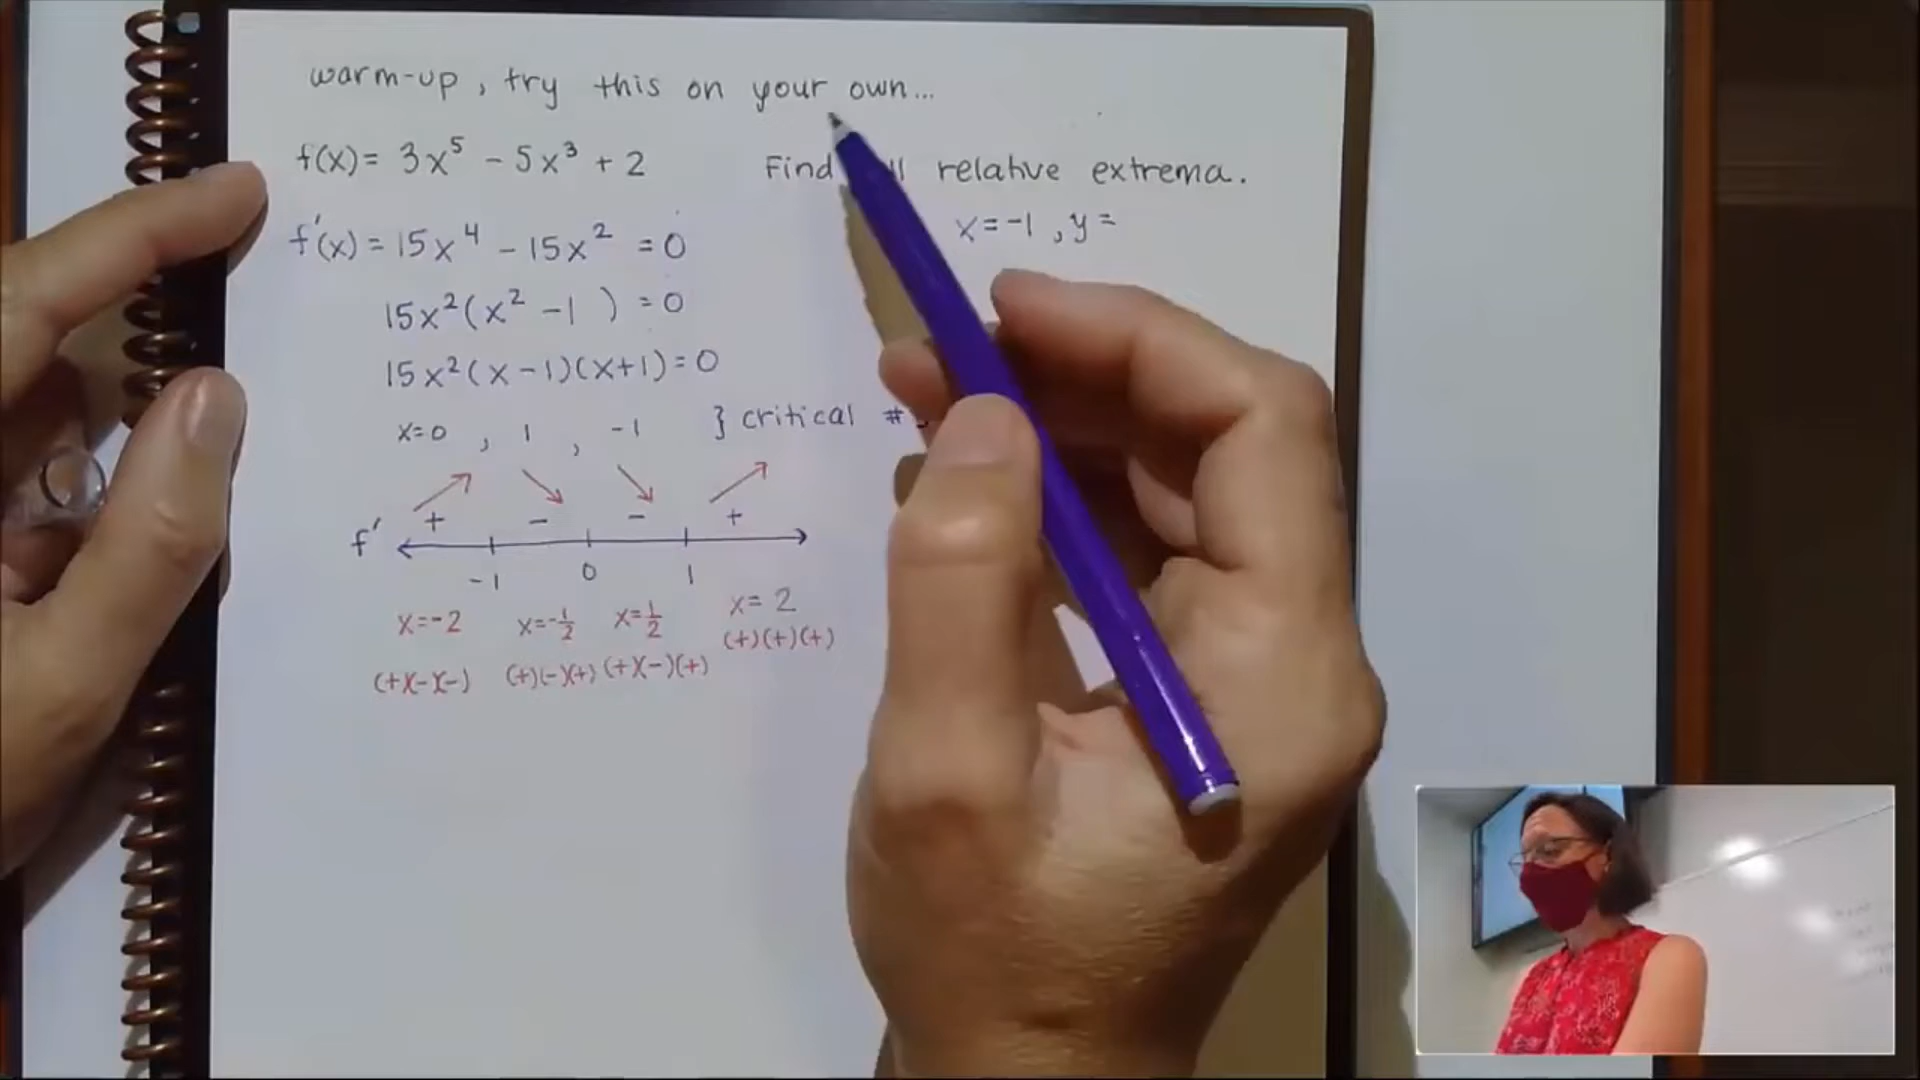 warm-up, try this on your own...
f(x) = 3x⁵ - 5x³ + 2
Find relative extrema.
x = -1, y =
f'(x) = 15x⁴ - 15x² = 0
15x²(x² - 1 ) = 0
15x²(x - 1)(x + 1) = 0
x=0 , 1 , -1 } critical #
+ - - +
f'
-1 0 1
x=-2 x=-1/2 x=1/2 x= 2
(+)(-)(-) (+)(-)(+) (+)(-)(+) (+)(+)(+)